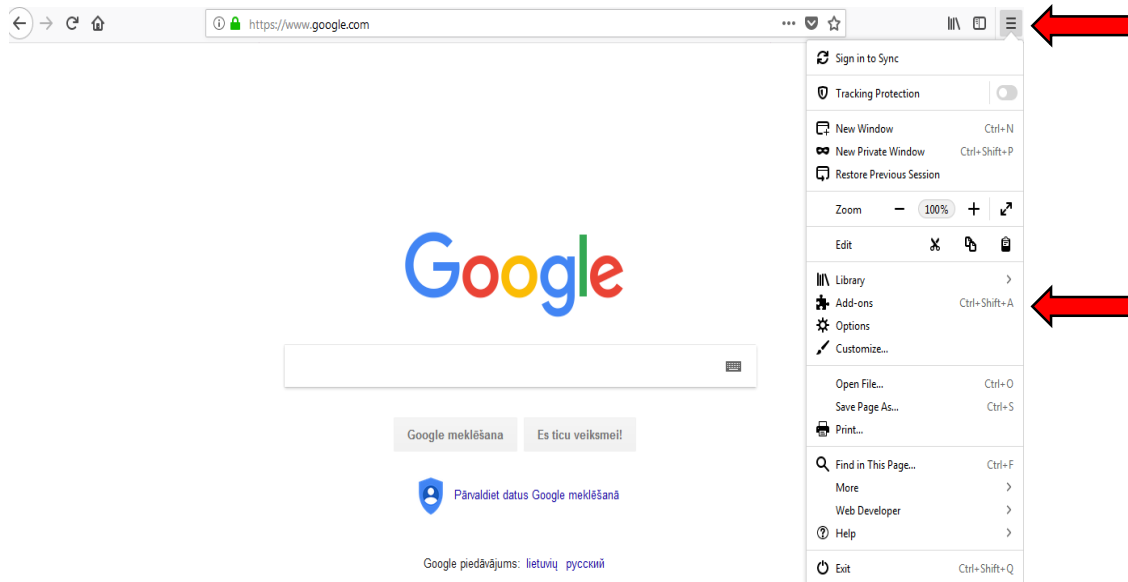 https://www.google.com
Sign in to Sync
Tracking Protection
New Window Ctrl+N
New Private Window Ctrl+Shift+P
Restore Previous Session
Zoom 100%
Edit
Library
Add-ons Ctrl+Shift+A
Options
Customize...
Open File... Ctrl+O
Save Page As... Ctrl+S
Print...
Find in This Page... Ctrl+F
More
Web Developer
Help
Exit Ctrl+Shift+Q
Google
Google meklēšana Es ticu veiksmei!
Pārvaldiet datus Google meklēšanā
Google piedāvājums: lietuvių русский